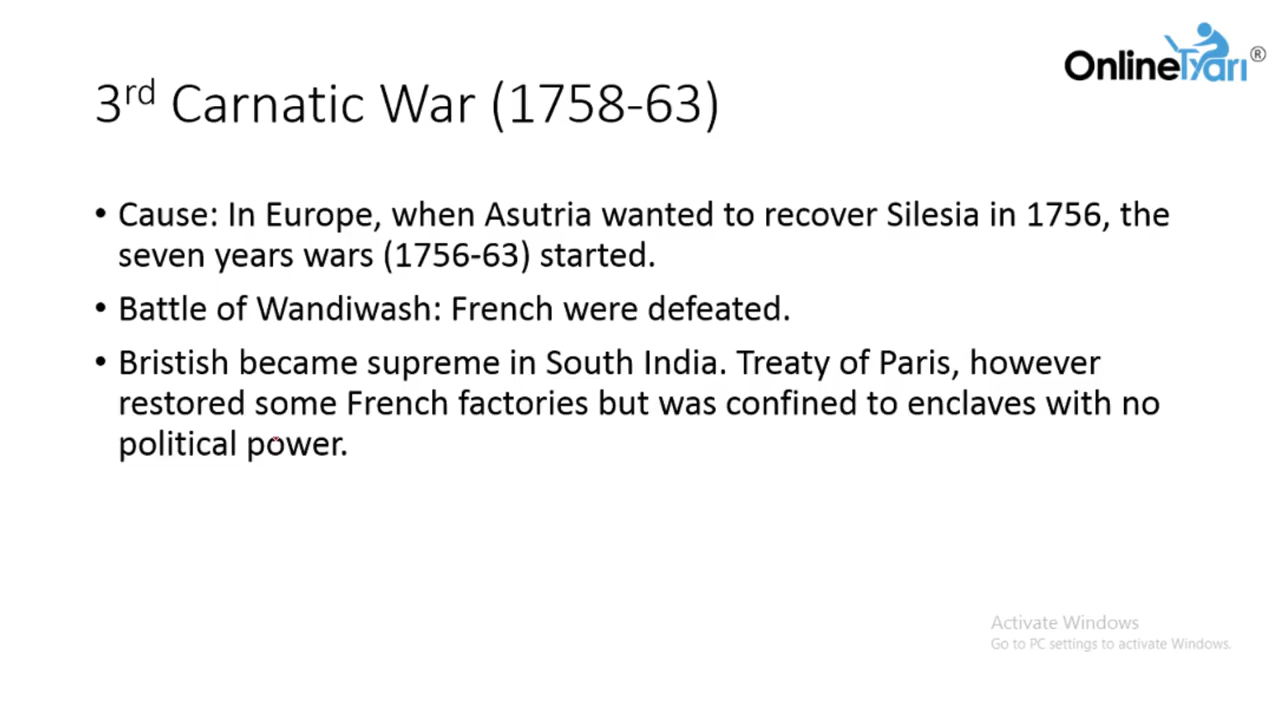 OnlineTyari®
3rd Carnatic War (1758-63)
• Cause: In Europe, when Asutria wanted to recover Silesia in 1756, the
seven years wars (1756-63) started.
• Battle of Wandiwash: French were defeated.
• Bristish became supreme in South India. Treaty of Paris, however
restored some French factories but was confined to enclaves with no
political power.
Activate Windows
Go to PC settings to activate Windows.